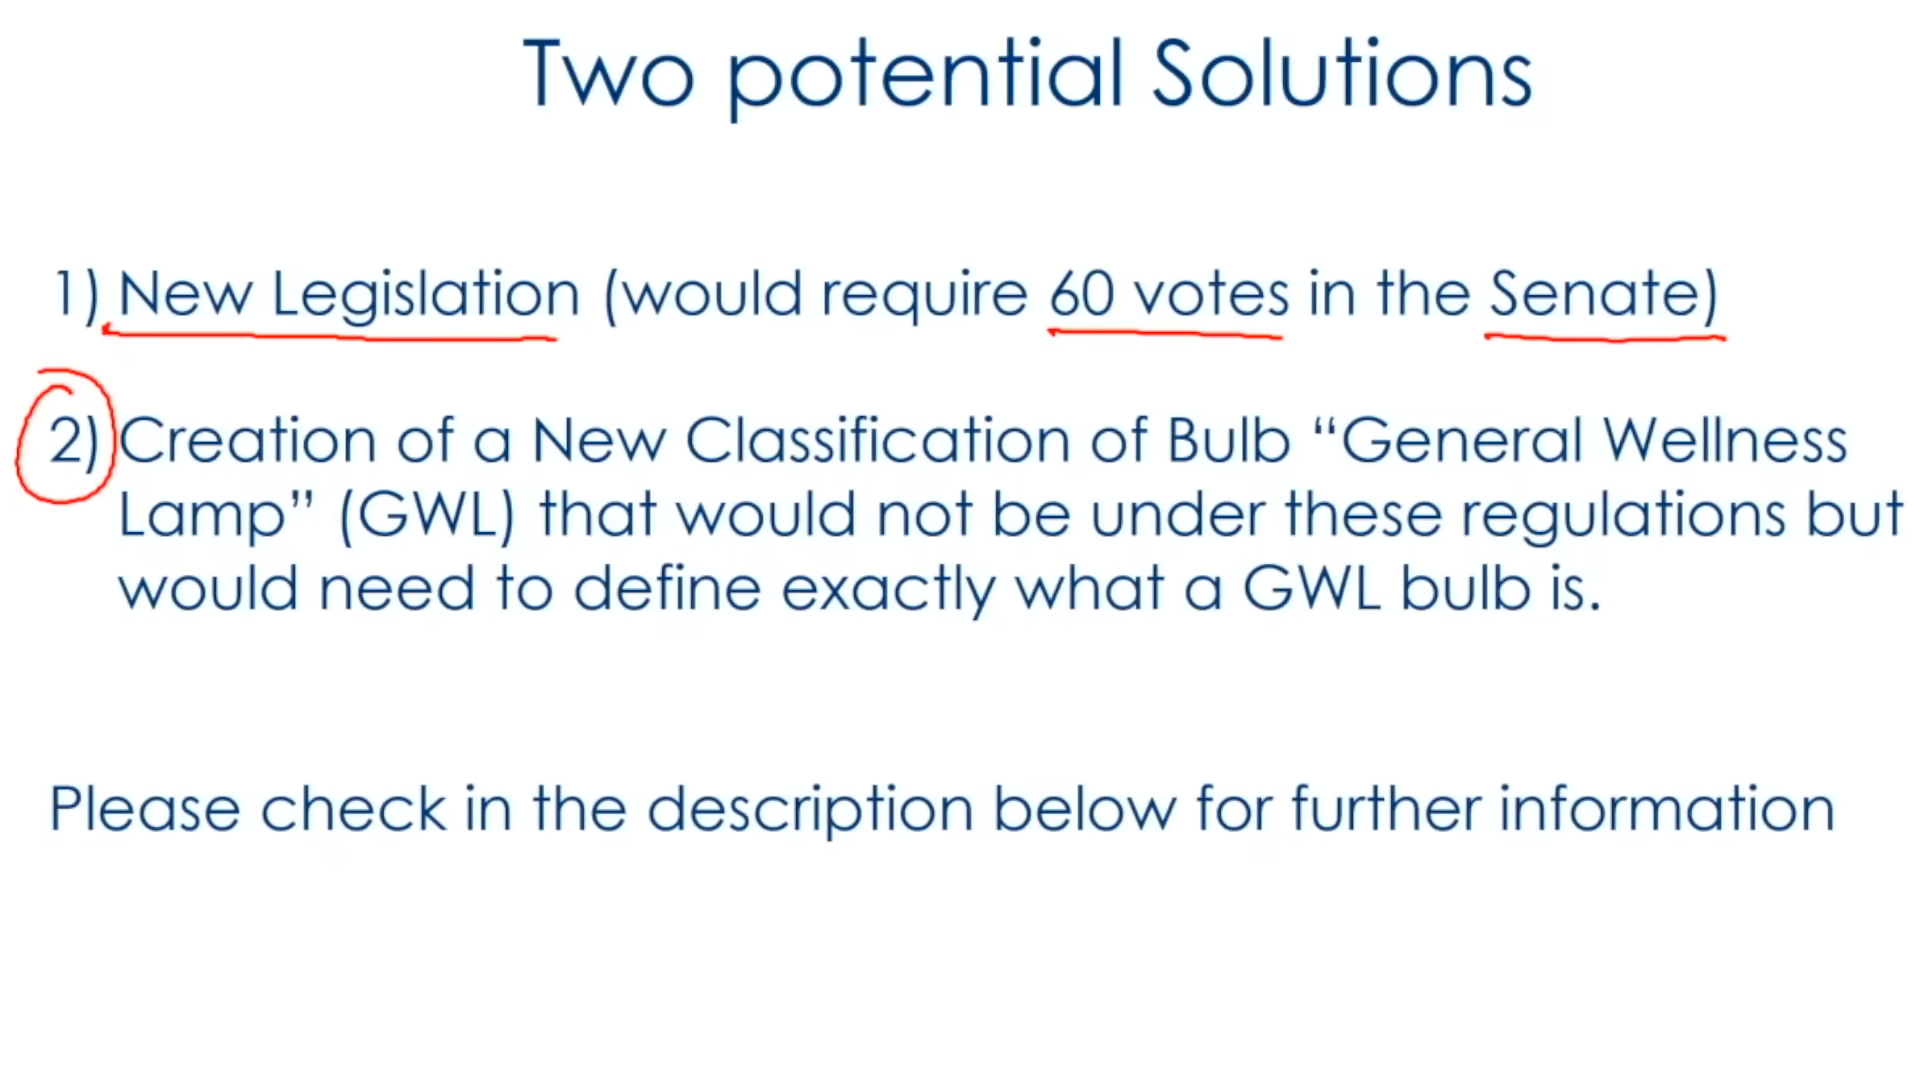 Two potential Solutions
1) New Legislation (would require 60 votes in the Senate)
2) Creation of a New Classification of Bulb “General Wellness
Lamp” (GWL) that would not be under these regulations but
would need to define exactly what a GWL bulb is.
Please check in the description below for further information